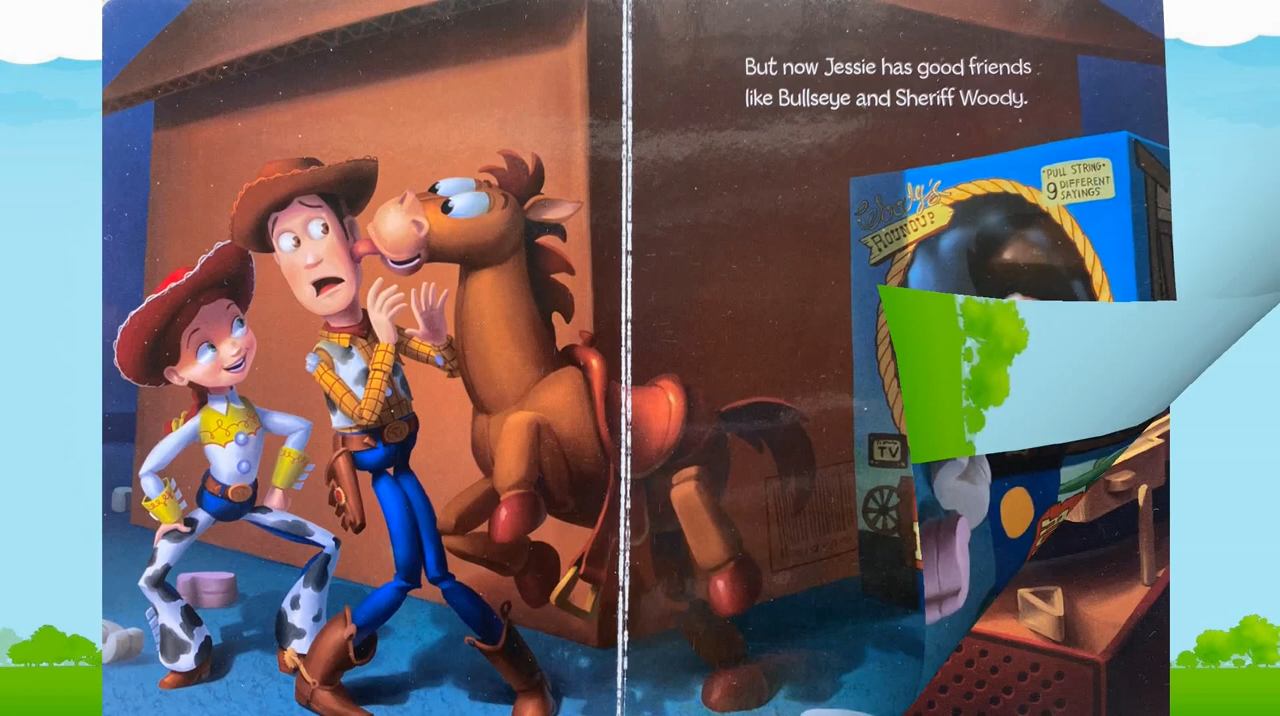 But now Jessie has good friends
like Bullseye and Sheriff Woody.
"PULL STRING"
9 DIFFERENT
SAYINGS
Woody's
ROUNDUP
TV